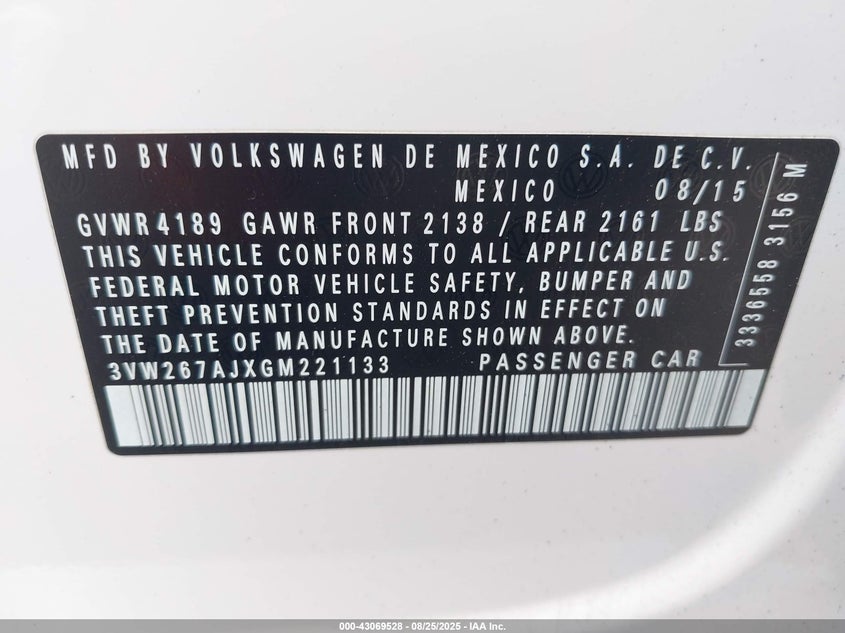 MFD BY VOLKSWAGEN DE MEXICO S.A. DE C.V.
MEXICO 08/15
GVWR4189 GAWR FRONT 2138 / REAR 2161 LBS
THIS VEHICLE CONFORMS TO ALL APPLICABLE U.S.
FEDERAL MOTOR VEHICLE SAFETY, BUMPER AND
THEFT PREVENTION STANDARDS IN EFFECT ON
THE DATE OF MANUFACTURE SHOWN ABOVE.
3VW267AJXGM221133 PASSENGER CAR
3336558 3156 M
000-43069528 - 08/25/2025 - IAA Inc.